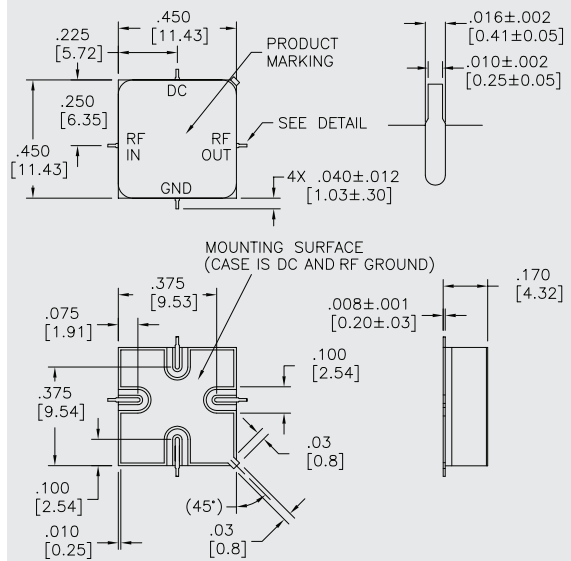 .450
[11.43]
.225
[5.72]
PRODUCT
MARKING
.016±.002
[0.41±0.05]
.010±.002
[0.25±0.05]
DC
.250
[6.35]
RF
IN
RF
OUT
SEE DETAIL
.450
[11.43]
GND
4X .040±.012
[1.03±.30]
MOUNTING SURFACE
(CASE IS DC AND RF GROUND)
.375
[9.53]
.170
[4.32]
.075
[1.91]
.008±.001
[0.20±.03]
.100
[2.54]
.375
[9.54]
.03
[0.8]
.100
[2.54]
(45°)
.010
[0.25]
.03
[0.8]